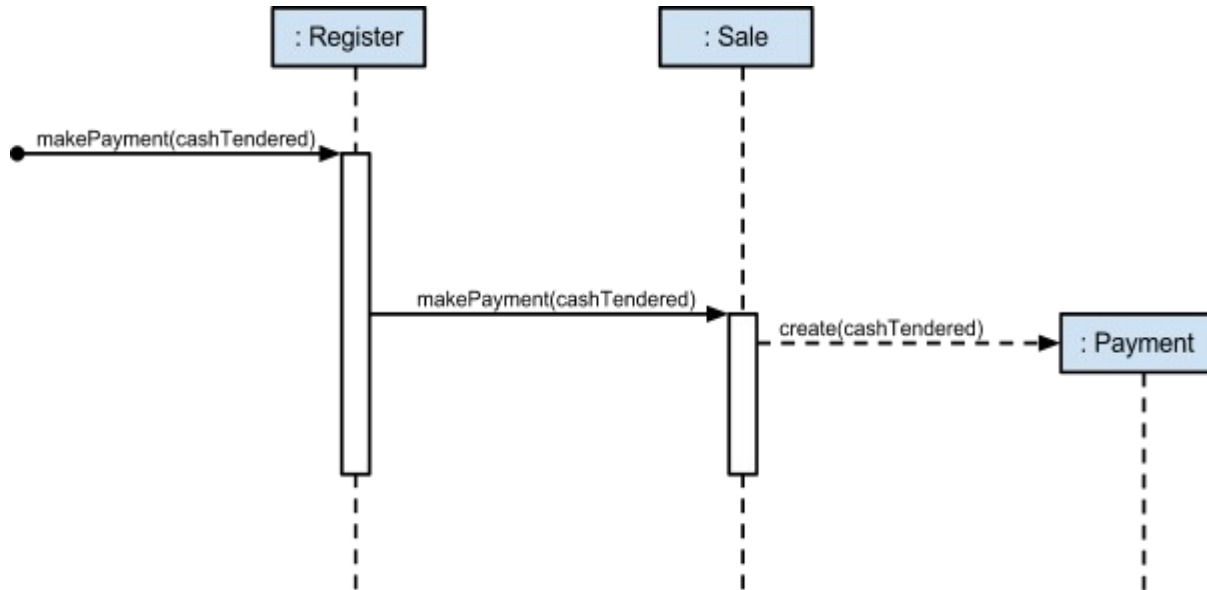 : Register
: Sale
makePayment(cashTendered)
makePayment(cashTendered)
create(cashTendered)
: Payment